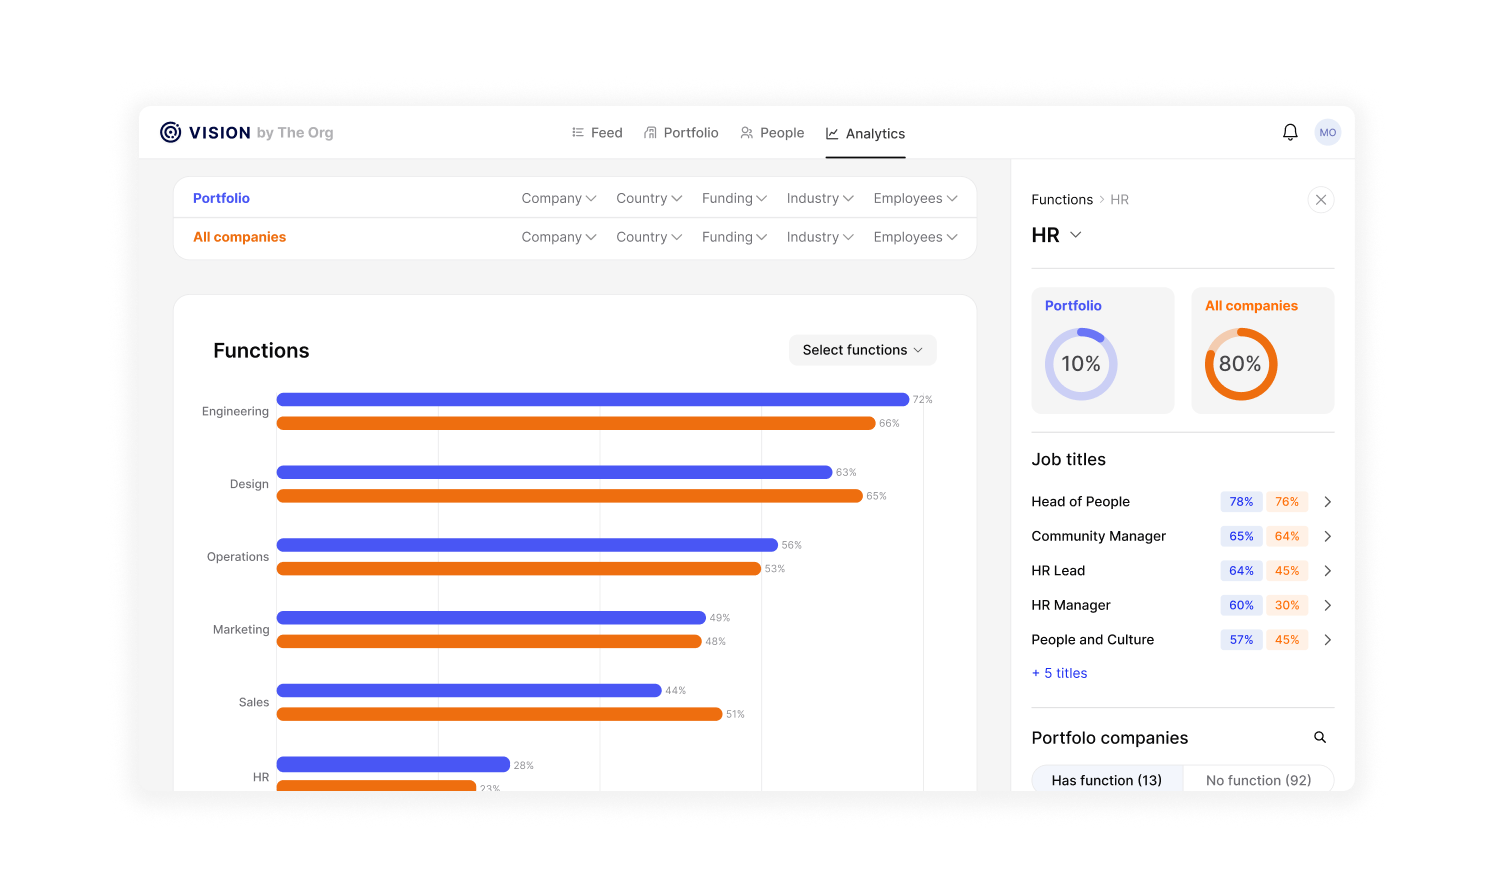 VISION by The Org
Feed Portfolio People Analytics
MO
Portfolio Company Country Funding Industry Employees
All companies Company Country Funding Industry Employees
Functions
Select functions
Engineering 72%
66%
Design 63%
65%
Operations 56%
53%
Marketing 49%
48%
Sales 44%
51%
HR 28%
23%
Functions > HR
HR
Portfolio All companies
10% 80%
Job titles
Head of People 78% 76%
Community Manager 65% 64%
HR Lead 64% 45%
HR Manager 60% 30%
People and Culture 57% 45%
+ 5 titles
Portfolo companies
Has function (13) No function (92)